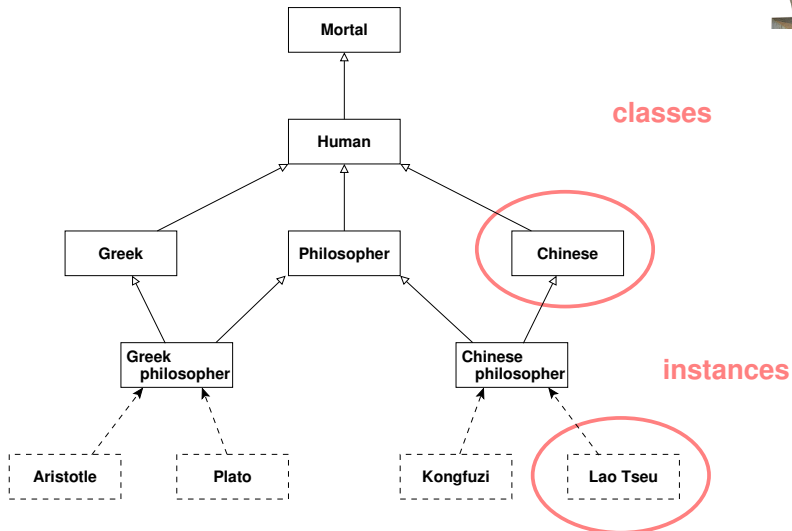 Mortal
classes
Human
Greek
Philosopher
Chinese
Greek
philosopher
Chinese
philosopher
instances
Aristotle
Plato
Kongfuzi
Lao Tseu